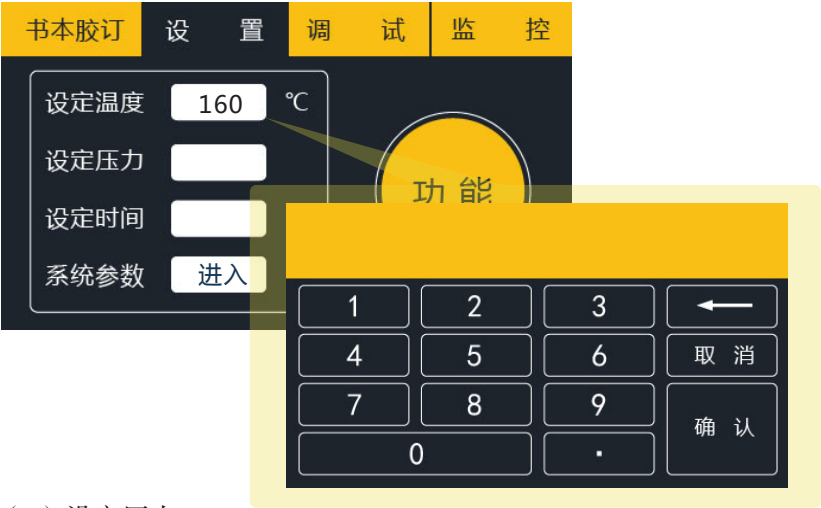 书本胶订 设置 调试 监控
设定温度 160 ℃
设定压力
设定时间
系统参数 进入
功能
1 2 3 ←
4 5 6 取消
7 8 9 确认
0 .